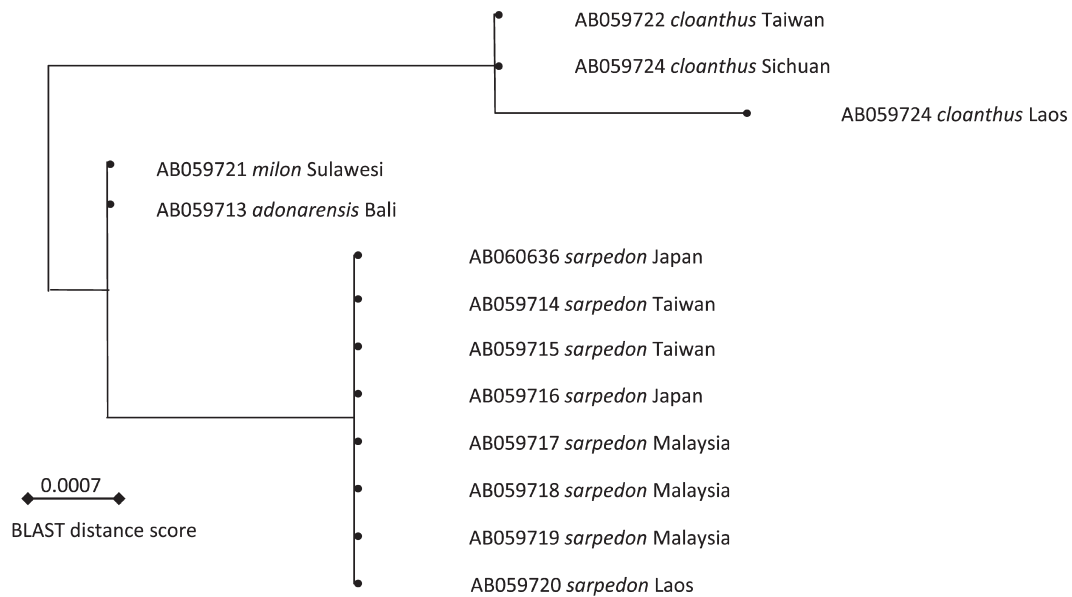 AB059722 cloanthus Taiwan
AB059724 cloanthus Sichuan
AB059724 cloanthus Laos
AB059721 milon Sulawesi
AB059713 adonarensis Bali
AB060636 sarpedon Japan
AB059714 sarpedon Taiwan
AB059715 sarpedon Taiwan
AB059716 sarpedon Japan
AB059717 sarpedon Malaysia
AB059718 sarpedon Malaysia
AB059719 sarpedon Malaysia
AB059720 sarpedon Laos
0.0007
BLAST distance score